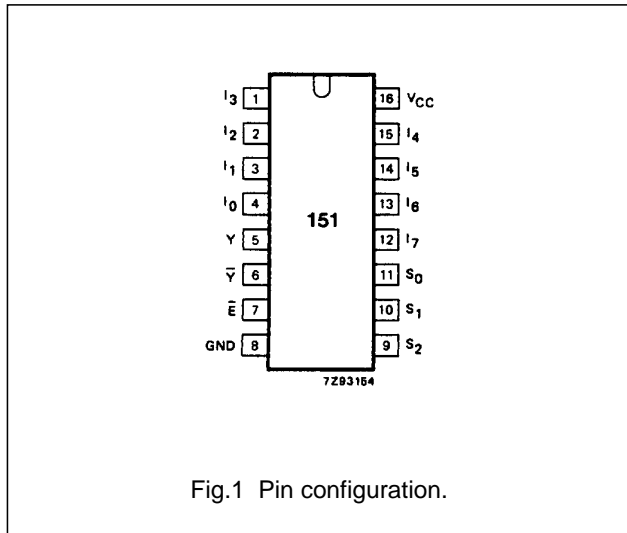 I3 1 16 VCC
I2 2 15 I4
I1 3 14 I5
I0 4 13 I6
151
Y 5 12 I7
Y̅ 6 11 S0
E̅ 7 10 S1
GND 8 9 S2
7Z93154
Fig.1 Pin configuration.